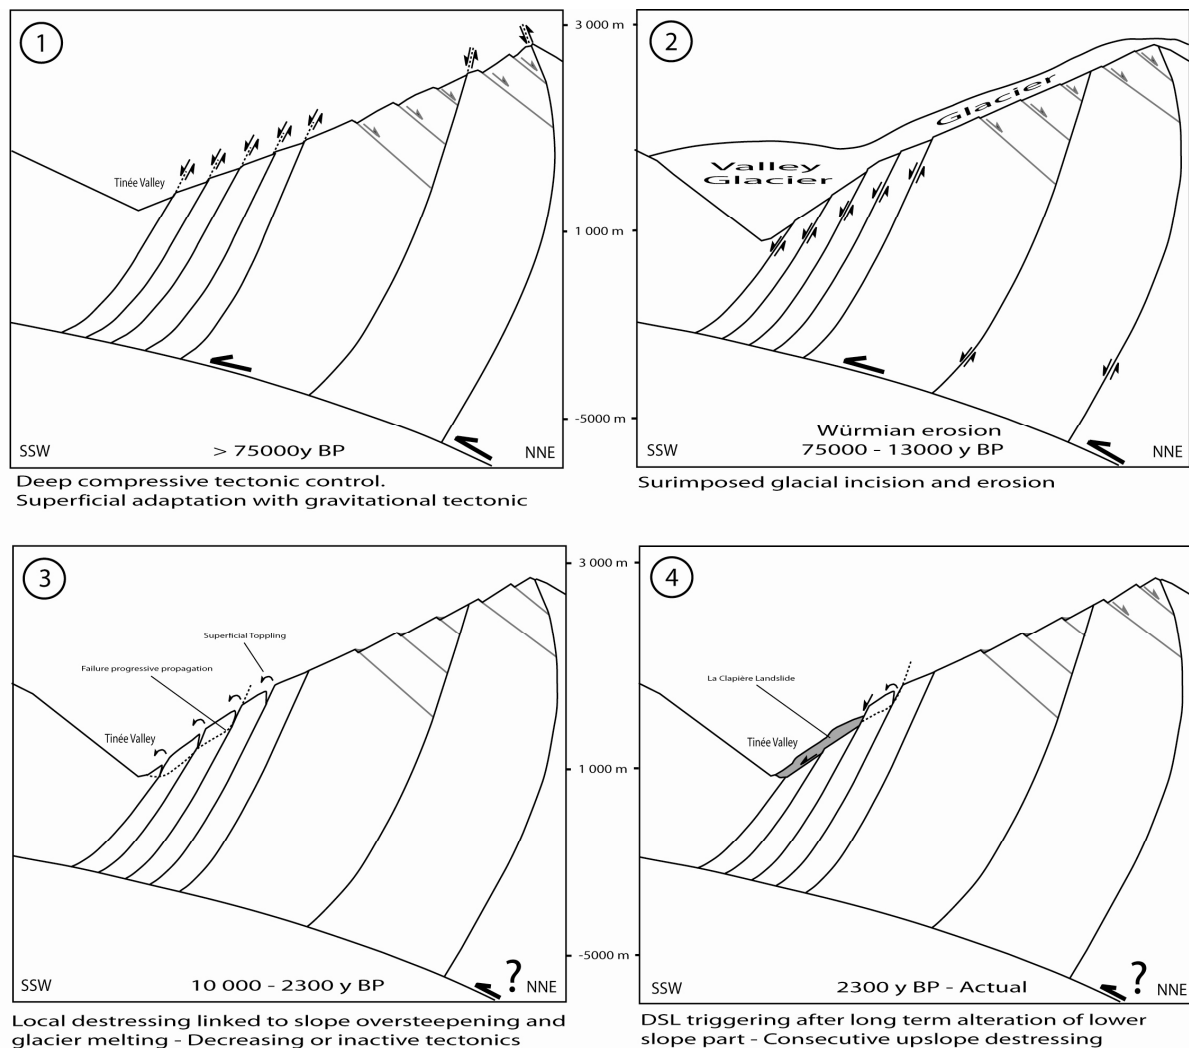 1
Tinée Valley
SSW
> 75000y BP
NNE
Deep compressive tectonic control.
Superficial adaptation with gravitational tectonic
3 000 m
1 000 m
-5000 m
2
Glacier
Valley
Glacier
Würmian erosion
75000 - 13000 y BP
SSW
NNE
Surimposed glacial incision and erosion
3
Superficial Toppling
Failure progressive propagation
Tinée Valley
SSW
10 000 - 2300 y BP
?
NNE
Local destressing linked to slope oversteepening and
glacier melting - Decreasing or inactive tectonics
3 000 m
1 000 m
-5000 m
4
La Clapière Landslide
Tinée Valley
SSW
2300 y BP - Actual
?
NNE
DSL triggering after long term alteration of lower
slope part - Consecutive upslope destressing